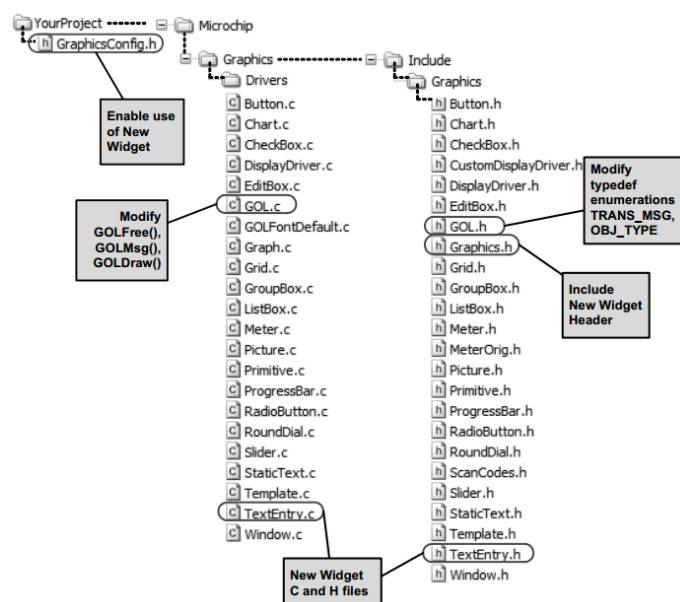 YourProject
GraphicsConfig.h
Enable use
of New
Widget
Microchip
Graphics
Drivers
Button.c
Chart.c
CheckBox.c
DisplayDriver.c
EditBox.c
GOL.c
GOLFontDefault.c
Graph.c
Grid.c
GroupBox.c
ListBox.c
Meter.c
Picture.c
Primitive.c
ProgressBar.c
RadioButton.c
RoundDial.c
Slider.c
StaticText.c
Template.c
TextEntry.c
Window.c
Modify
GOLFree(),
GOLMsg(),
GOLDraw()
Include
Graphics
Button.h
Chart.h
CheckBox.h
CustomDisplayDriver.h
DisplayDriver.h
EditBox.h
GOL.h
Graphics.h
Grid.h
GroupBox.h
ListBox.h
Meter.h
MeterOrig.h
Picture.h
Primitive.h
ProgressBar.h
RadioButton.h
RoundDial.h
ScanCodes.h
Slider.h
StaticText.h
Template.h
TextEntry.h
Window.h
Modify
typedef
enumerations
TRANS_MSG,
OBJ_TYPE
Include
New Widget
Header
New Widget
C and H files